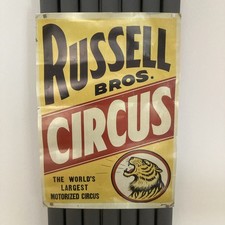 RUSSELL
BROS.
CIRCUS
THE WORLD'S
LARGEST
MOTORIZED CIRCUS